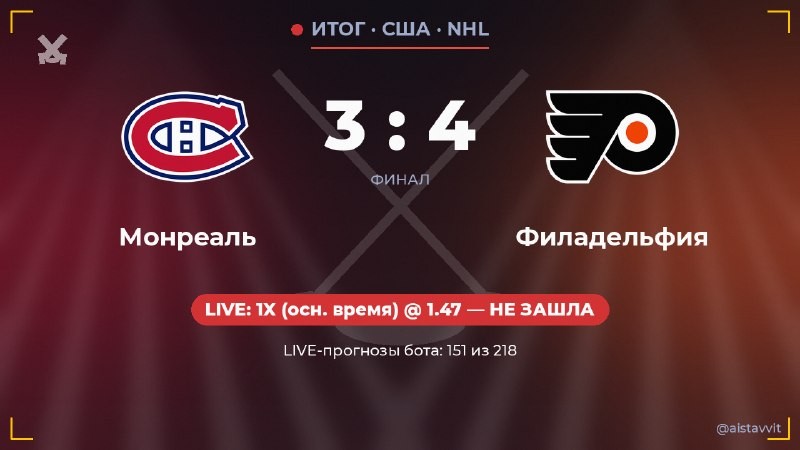 ИТОГ · США · NHL
3 : 4
ФИНАЛ
Монреаль
Филадельфия
LIVE: 1X (осн. время) @ 1.47 — НЕ ЗАШЛА
LIVE-прогнозы бота: 151 из 218
@aistavvit